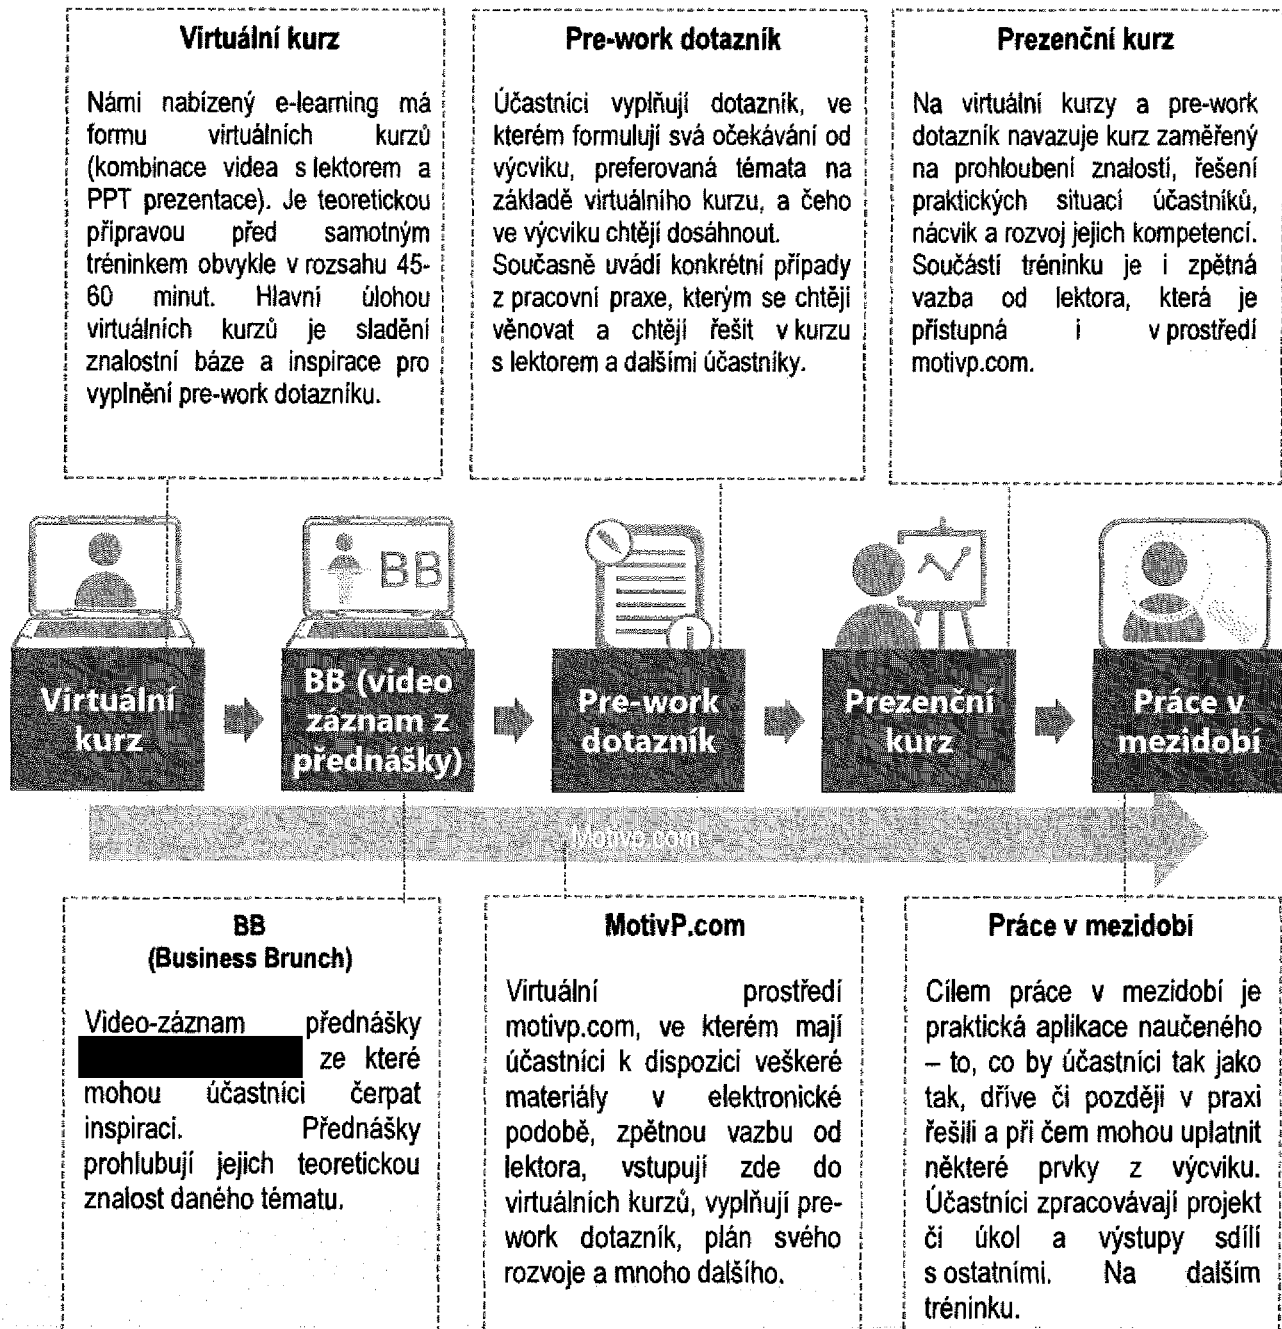 Virtuální kurz
Námi nabízený e-learning má
formu virtuálních kurzů
(kombinace videa s lektorem a
PPT prezentace). Je teoretickou
přípravou před samotným
tréninkem obvykle v rozsahu 45-
60 minut. Hlavní úlohou
virtuálních kurzů je sladění
znalostní báze a inspirace pro
vyplnění pre-work dotazníku.
Pre-work dotazník
Účastníci vyplňují dotazník, ve
kterém formulují svá očekávání od
výcviku, preferovaná témata na
základě virtuálního kurzu, a čeho
ve výcviku chtějí dosáhnout.
Současně uvádí konkrétní případy
z pracovní praxe, kterým se chtějí
věnovat a chtějí řešit v kurzu
s lektorem a dalšími účastníky.
Prezenční kurz
Na virtuální kurzy a pre-work
dotazník navazuje kurz zaměřený
na prohloubení znalostí, řešení
praktických situací účastníků,
nácvik a rozvoj jejich kompetencí.
Součástí tréninku je i zpětná
vazba od lektora, která je
přístupná i v prostředí
motivp.com.
BB
Virtuální
kurz
BB (video
záznam z
přednášky)
Pre-work
dotazník
Prezenční
kurz
Práce v
mezidobí
Motivp.com
BB
(Business Brunch)
Video-záznam přednášky
ze které
mohou účastníci čerpat
inspiraci. Přednášky
prohlubují jejich teoretickou
znalost daného tématu.
MotivP.com
Virtuální prostředí
motivp.com, ve kterém mají
účastníci k dispozici veškeré
materiály v elektronické
podobě, zpětnou vazbu od
lektora, vstupují zde do
virtuálních kurzů, vyplňují pre-
work dotazník, plán svého
rozvoje a mnoho dalšího.
Práce v mezidobí
Cílem práce v mezidobí je
praktická aplikace naučeného
– to, co by účastníci tak jako
tak, dříve či později v praxi
řešili a při čem mohou uplatnit
některé prvky z výcviku.
Účastníci zpracovávají projekt
či úkol a výstupy sdílí
s ostatními. Na dalším
tréninku.